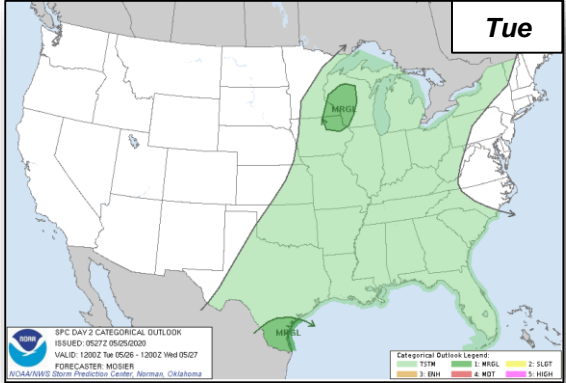 Tue
MRGL
MRGL
NOAA
SPC DAY 2 CATEGORICAL OUTLOOK
ISSUED: 0527Z 05/25/2020
VALID: 1200Z Tue 05/26 - 1200Z Wed 05/27
FORECASTER: MOSIER
NOAA/NWS Storm Prediction Center, Norman, Oklahoma
Categorical Outlook Legend:
TSTM 1: MRGL 2: SLGT
3: ENH 4: MDT 5: HIGH